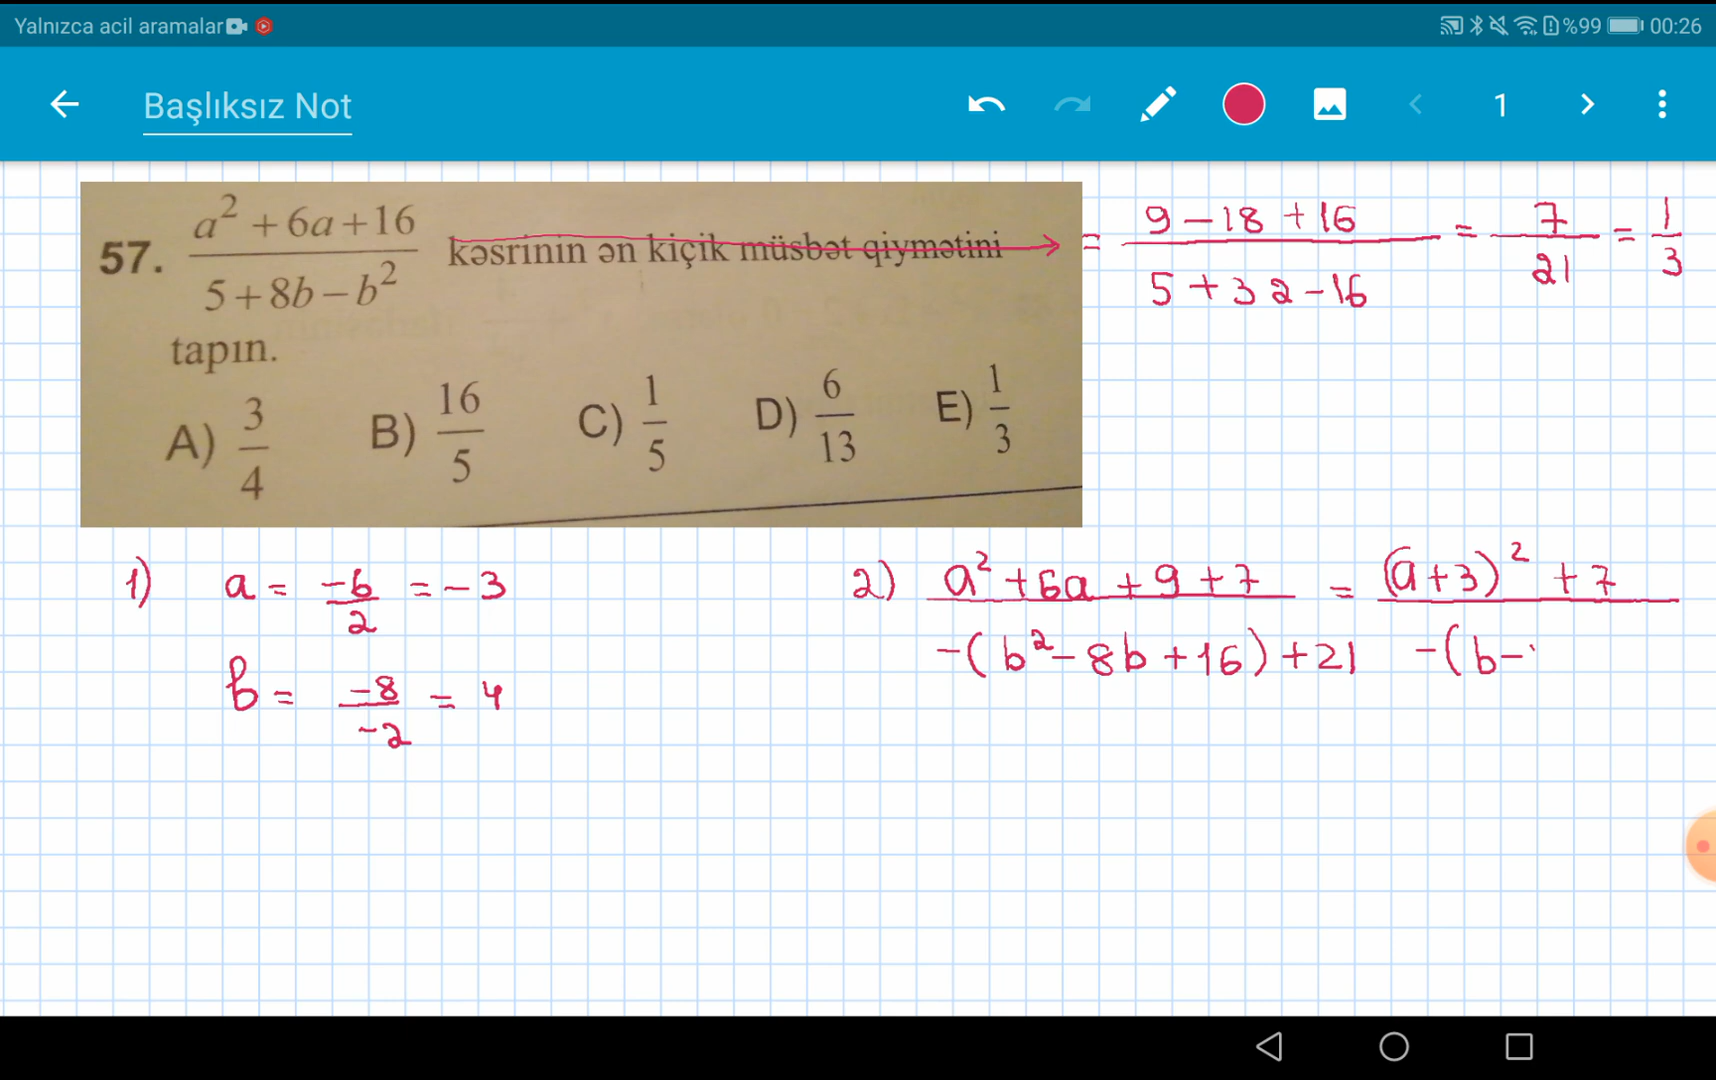 Yalnızca acil aramalar %99 00:26
Başlıksız Not 1
57. a² + 6a + 16 / 5 + 8b − b² kəsrinin ən kiçik müsbət qiymətini
tapın.
A) 3/4 B) 16/5 C) 1/5 D) 6/13 E) 1/3
= 9 − 18 + 16 / 5 + 32 − 16 = 7/21 = 1/3
1) a = −6/2 = −3
b = −8/−2 = 4
2) a² + 6a + 9 + 7 / −(b² − 8b + 16) + 21 = (a+3)² + 7 / −(b−